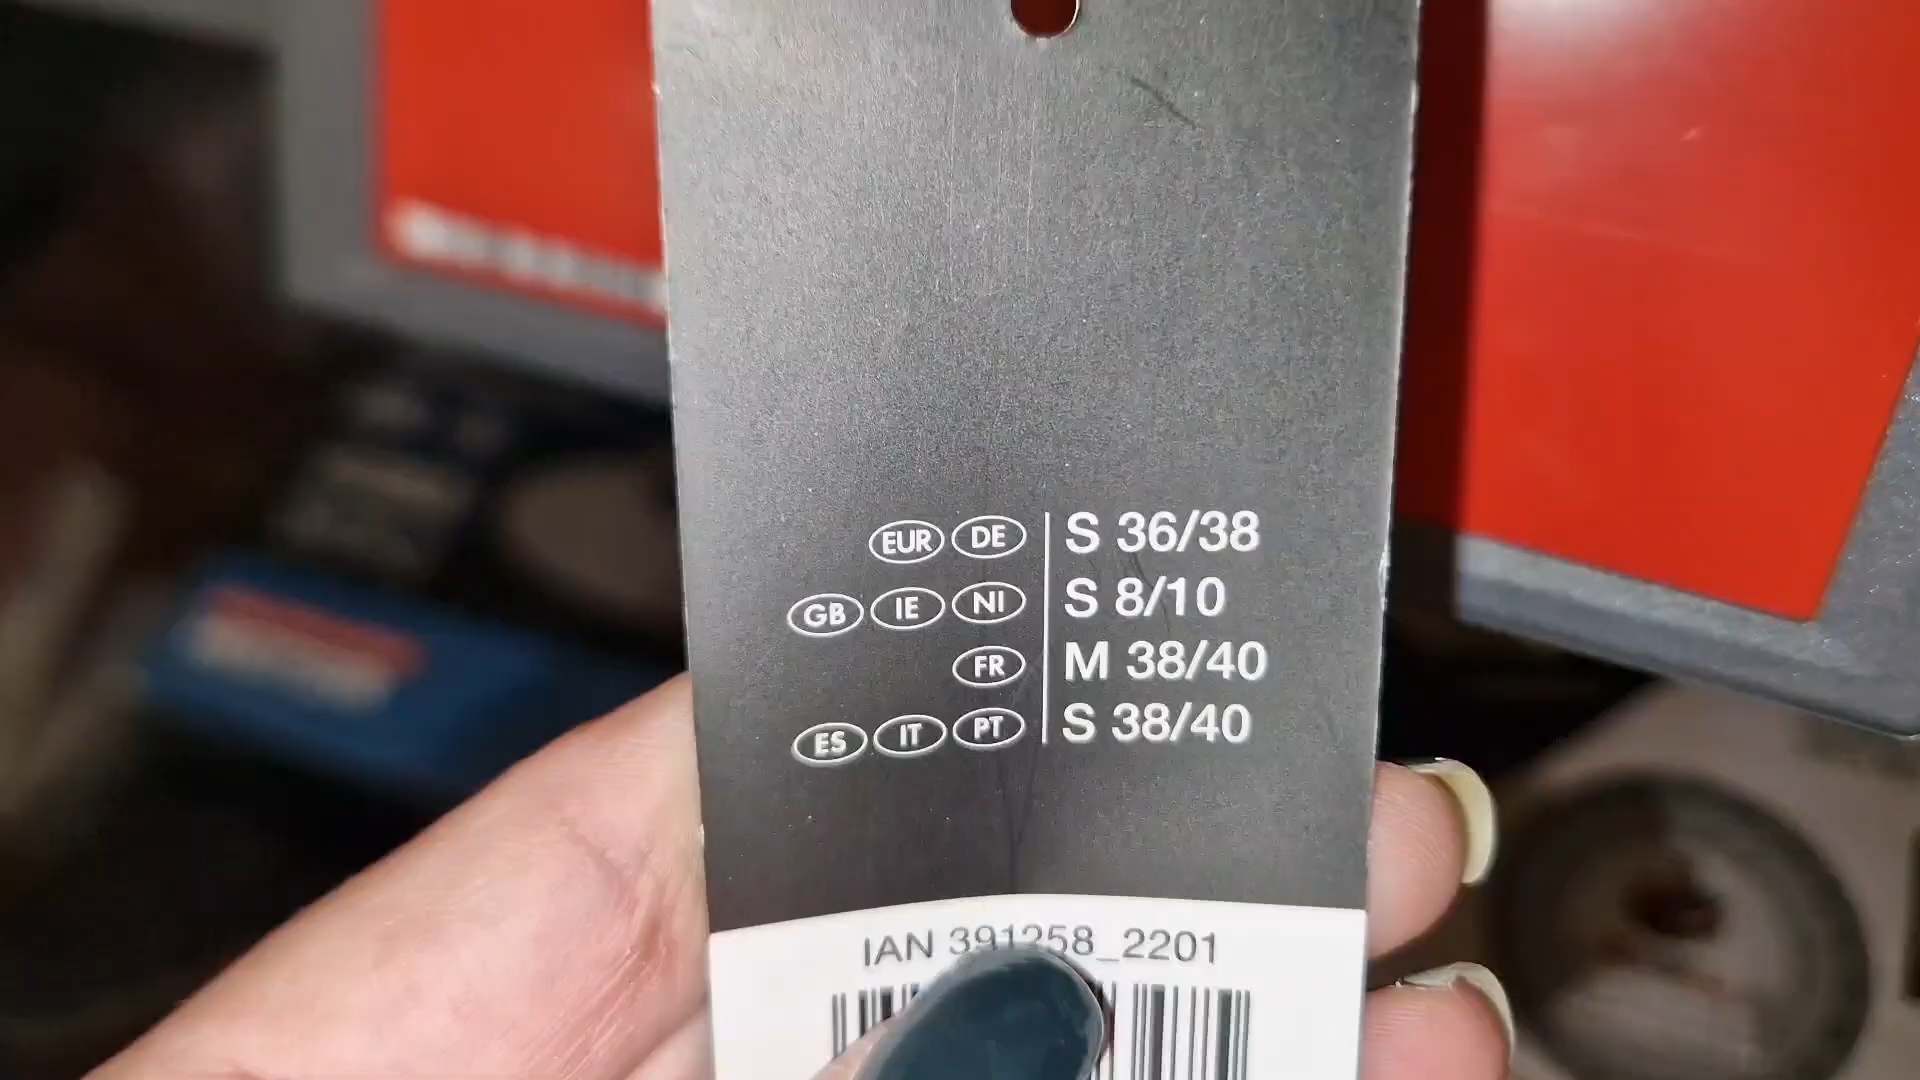 EUR DE S 36/38
GB IE NI S 8/10
FR M 38/40
ES IT PT S 38/40
IAN 391258_2201